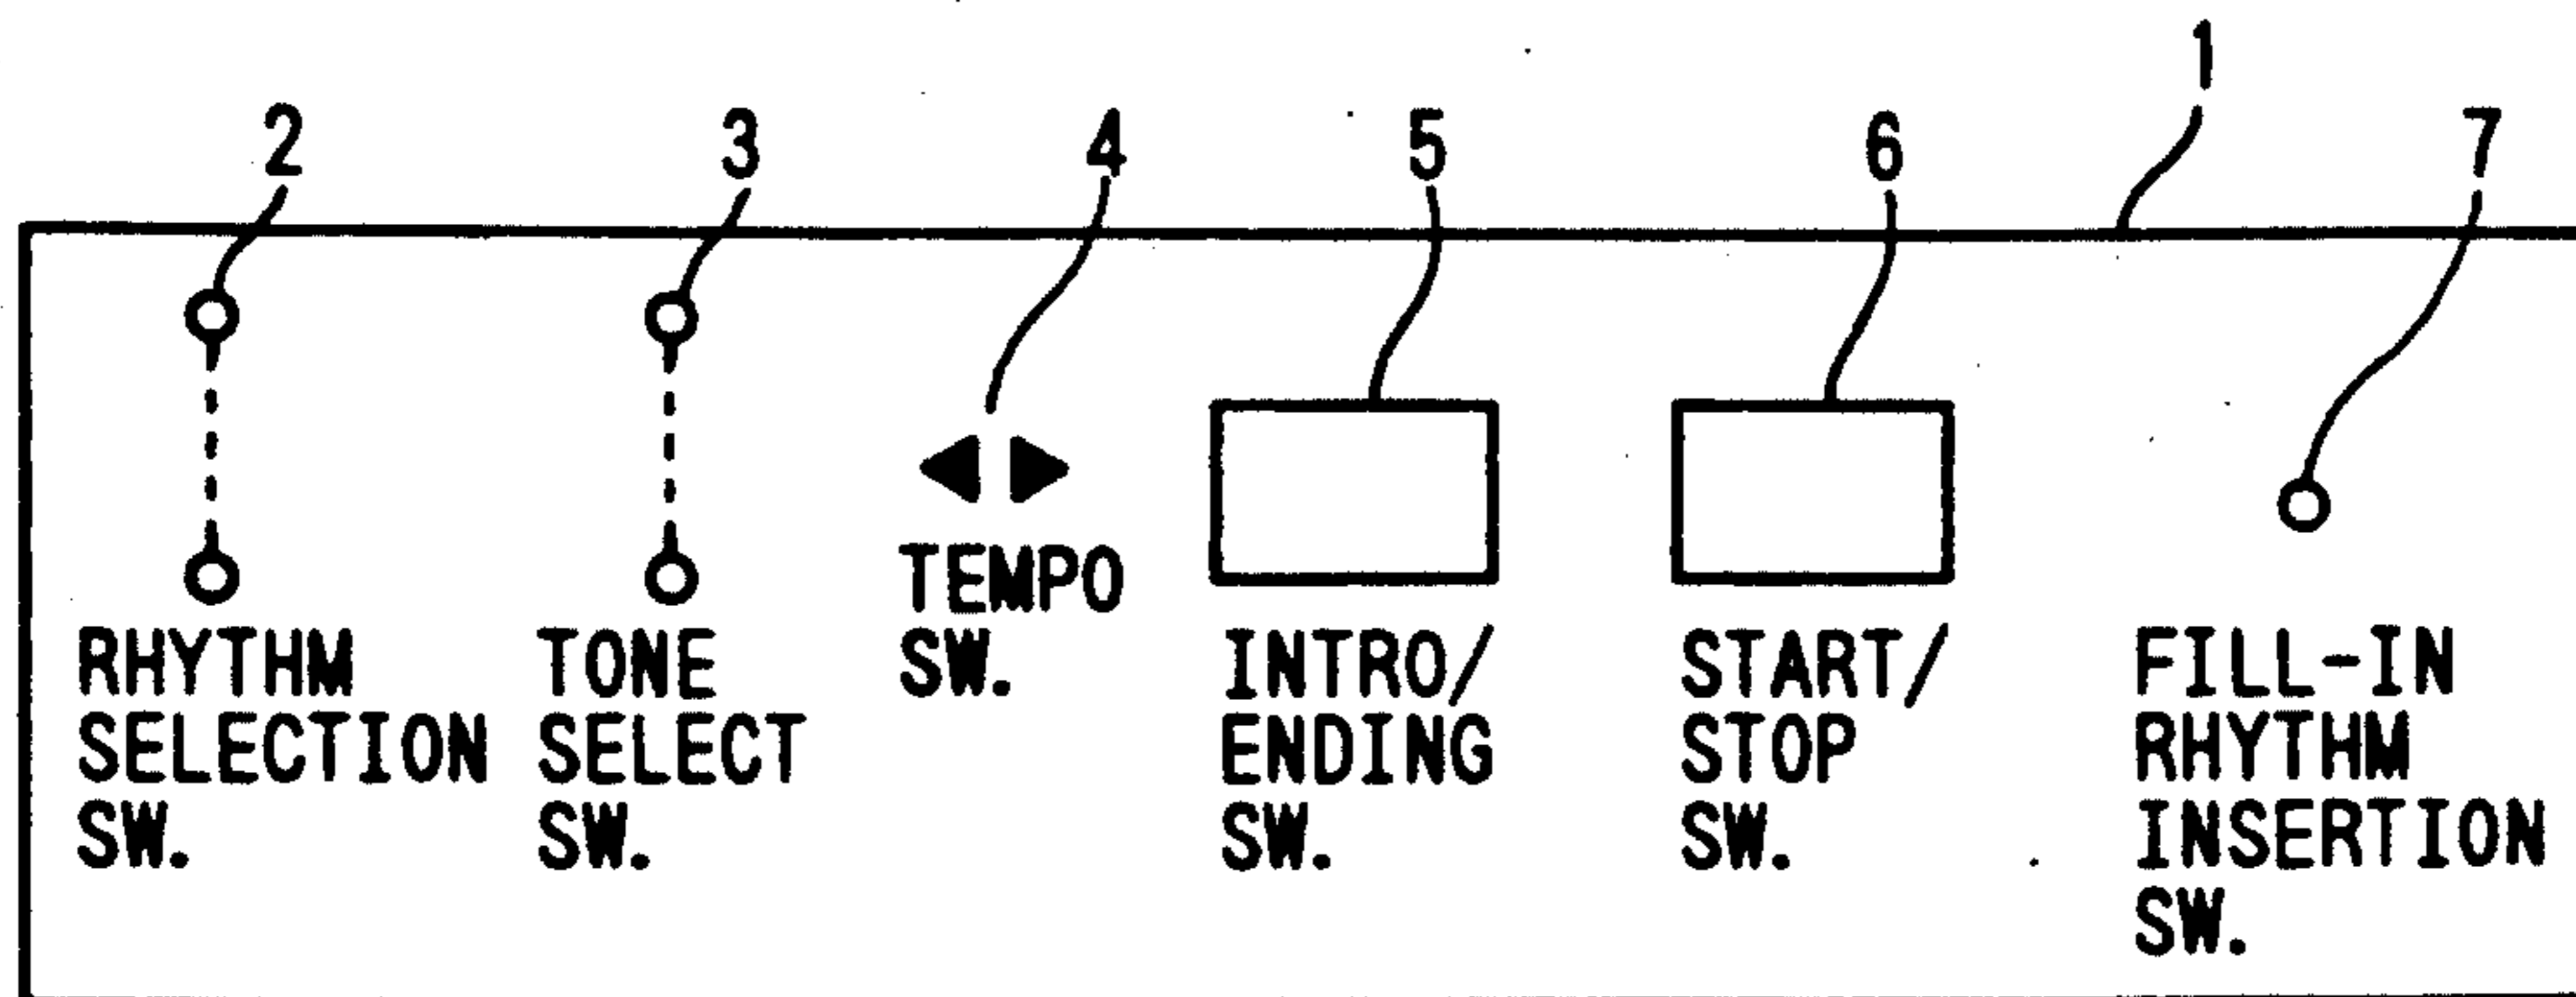 1
2 3 4 5 6 7
RHYTHM
SELECTION
SW.
TONE
SELECT
SW.
TEMPO
SW.
INTRO/
ENDING
SW.
START/
STOP
SW.
FILL-IN
RHYTHM
INSERTION
SW.